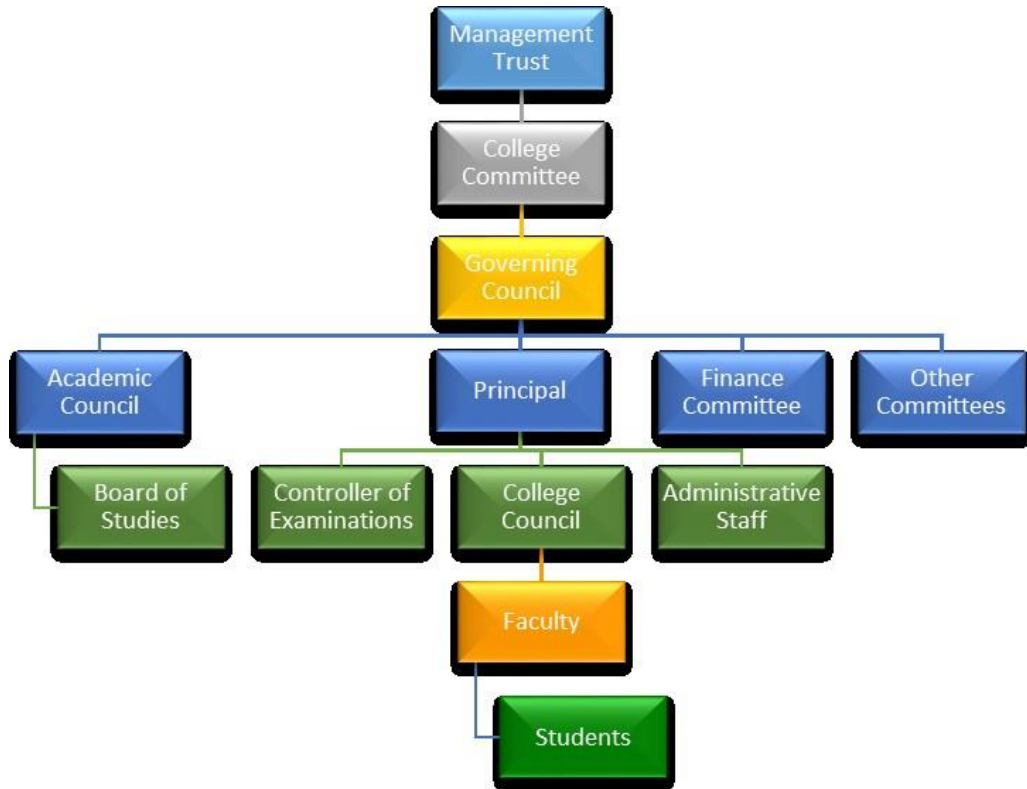 Management
Trust
College
Committee
Governing
Council
Academic
Council
Principal
Finance
Committee
Other
Committees
Board of
Studies
Controller of
Examinations
College
Council
Administrative
Staff
Faculty
Students